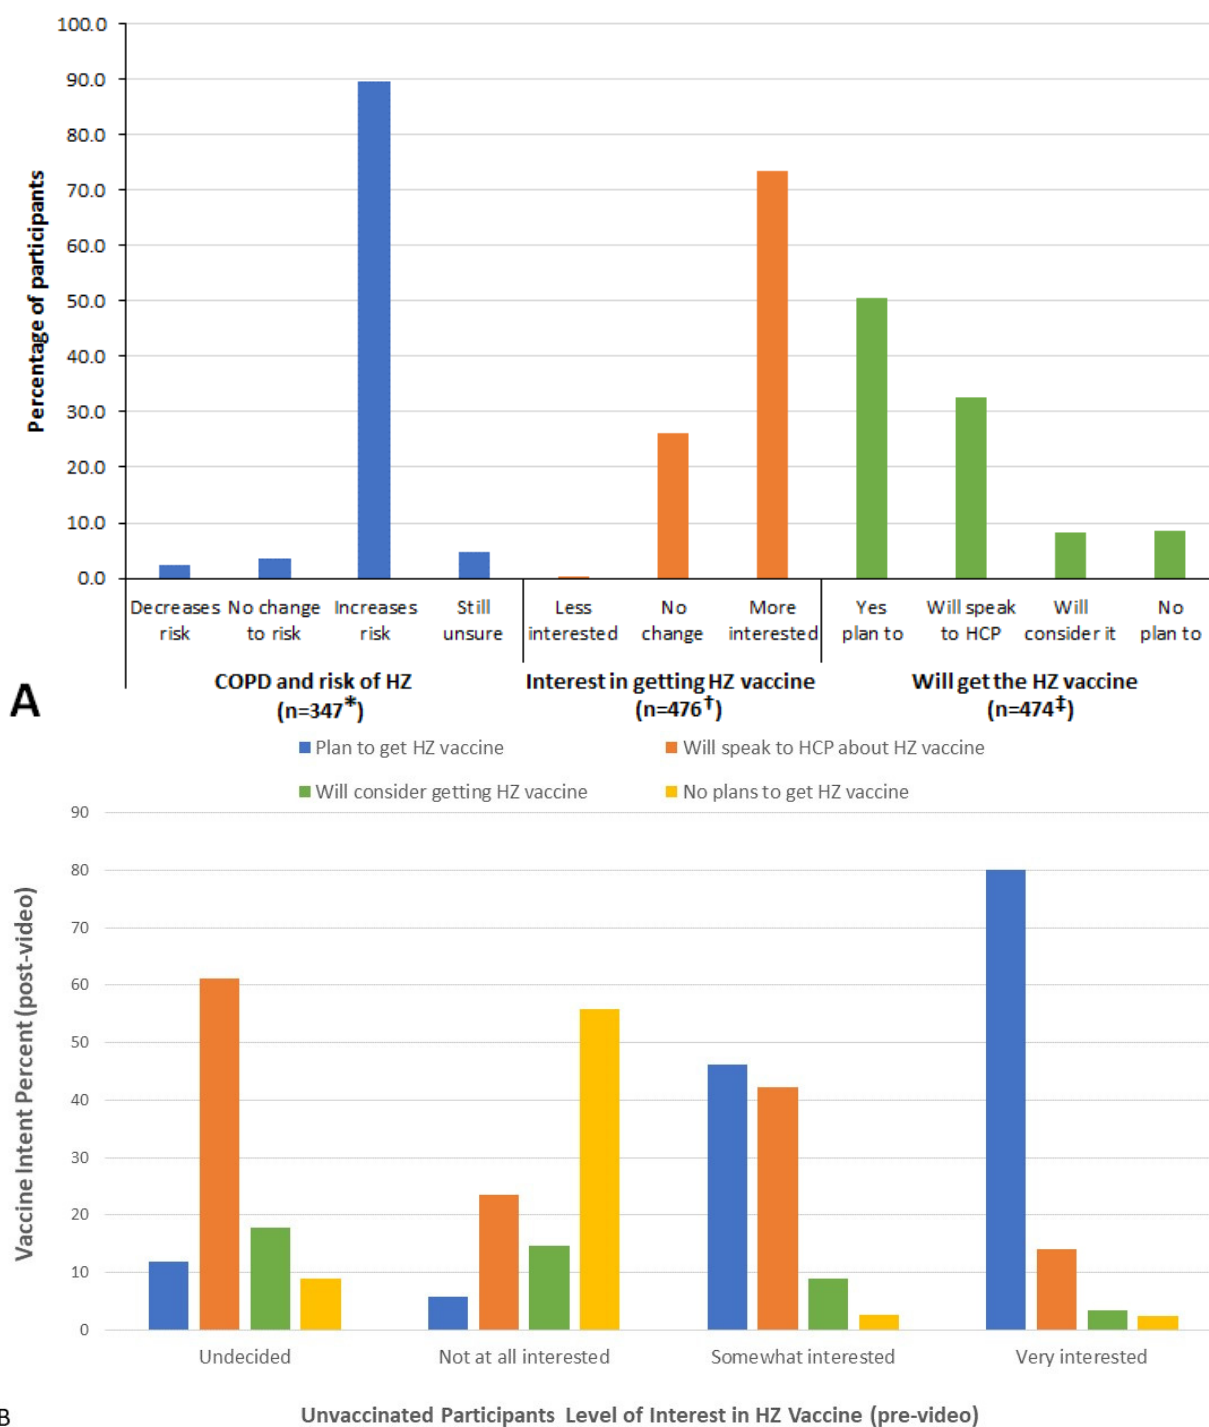 100.0
90.0
80.0
70.0
60.0
50.0
40.0
30.0
20.0
10.0
0.0
Percentage of participants
Decreases No change Increases Still Less No More Yes Will speak Will No
risk to risk risk unsure interested change interested plan to to HCP consider it plan to
COPD and risk of HZ Interest in getting HZ vaccine Will get the HZ vaccine
(n=347*) (n=476†) (n=474‡)
A
Plan to get HZ vaccine Will speak to HCP about HZ vaccine
Will consider getting HZ vaccine No plans to get HZ vaccine
90
80
70
60
50
40
30
20
10
0
Vaccine Intent Percent (post-video)
Undecided Not at all interested Somewhat interested Very interested
Unvaccinated Participants Level of Interest in HZ Vaccine (pre-video)
B